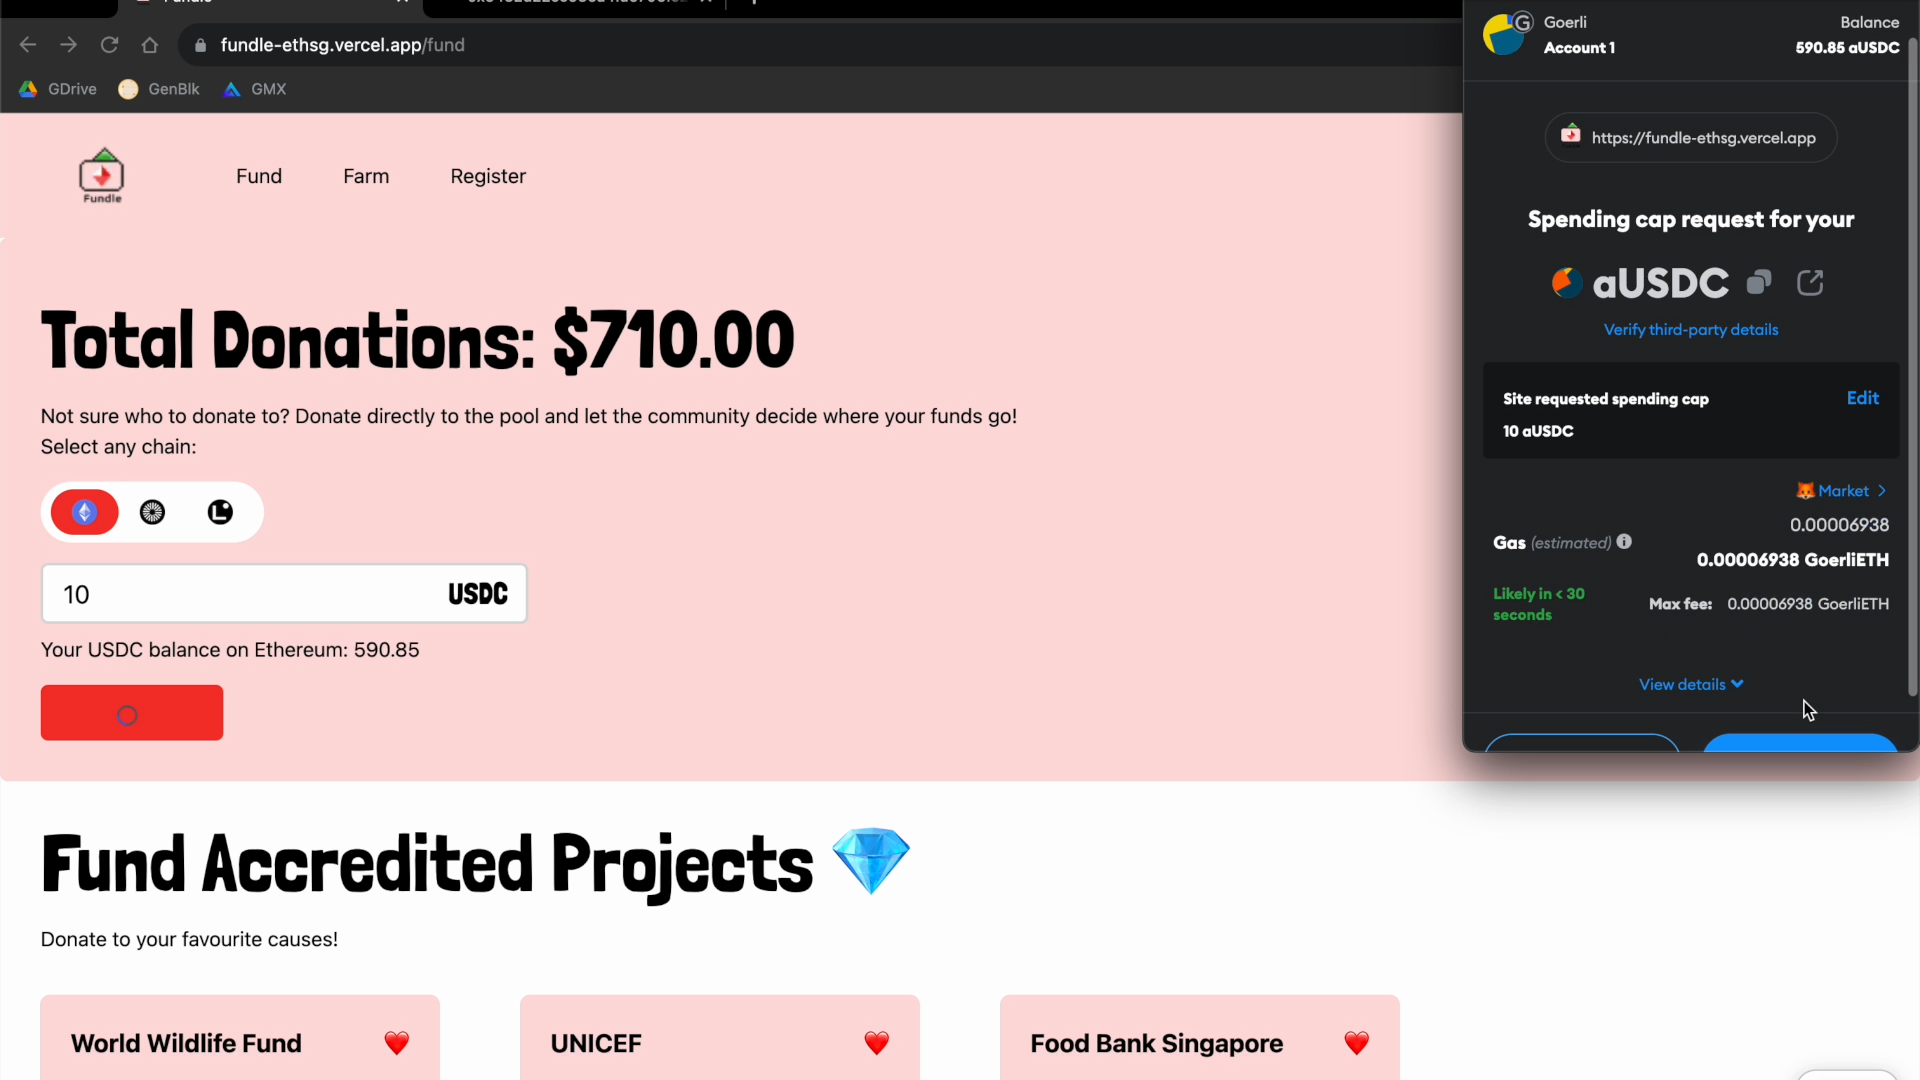 fundle-ethsg.vercel.app/fund
GDrive
GenBlk
GMX
Fundle
Fund
Farm
Register
Total Donations: $710.00
Not sure who to donate to? Donate directly to the pool and let the community decide where your funds go!
Select any chain:
10
USDC
Your USDC balance on Ethereum: 590.85
Fund Accredited Projects
Donate to your favourite causes!
World Wildlife Fund
UNICEF
Food Bank Singapore
G
Goerli
Account 1
Balance
590.85 aUSDC
https://fundle-ethsg.vercel.app
Spending cap request for your
aUSDC
Verify third-party details
Site requested spending cap
Edit
10 aUSDC
Market
0.00006938
Gas (estimated)
0.00006938 GoerliETH
Likely in < 30
seconds
Max fee: 0.00006938 GoerliETH
View details